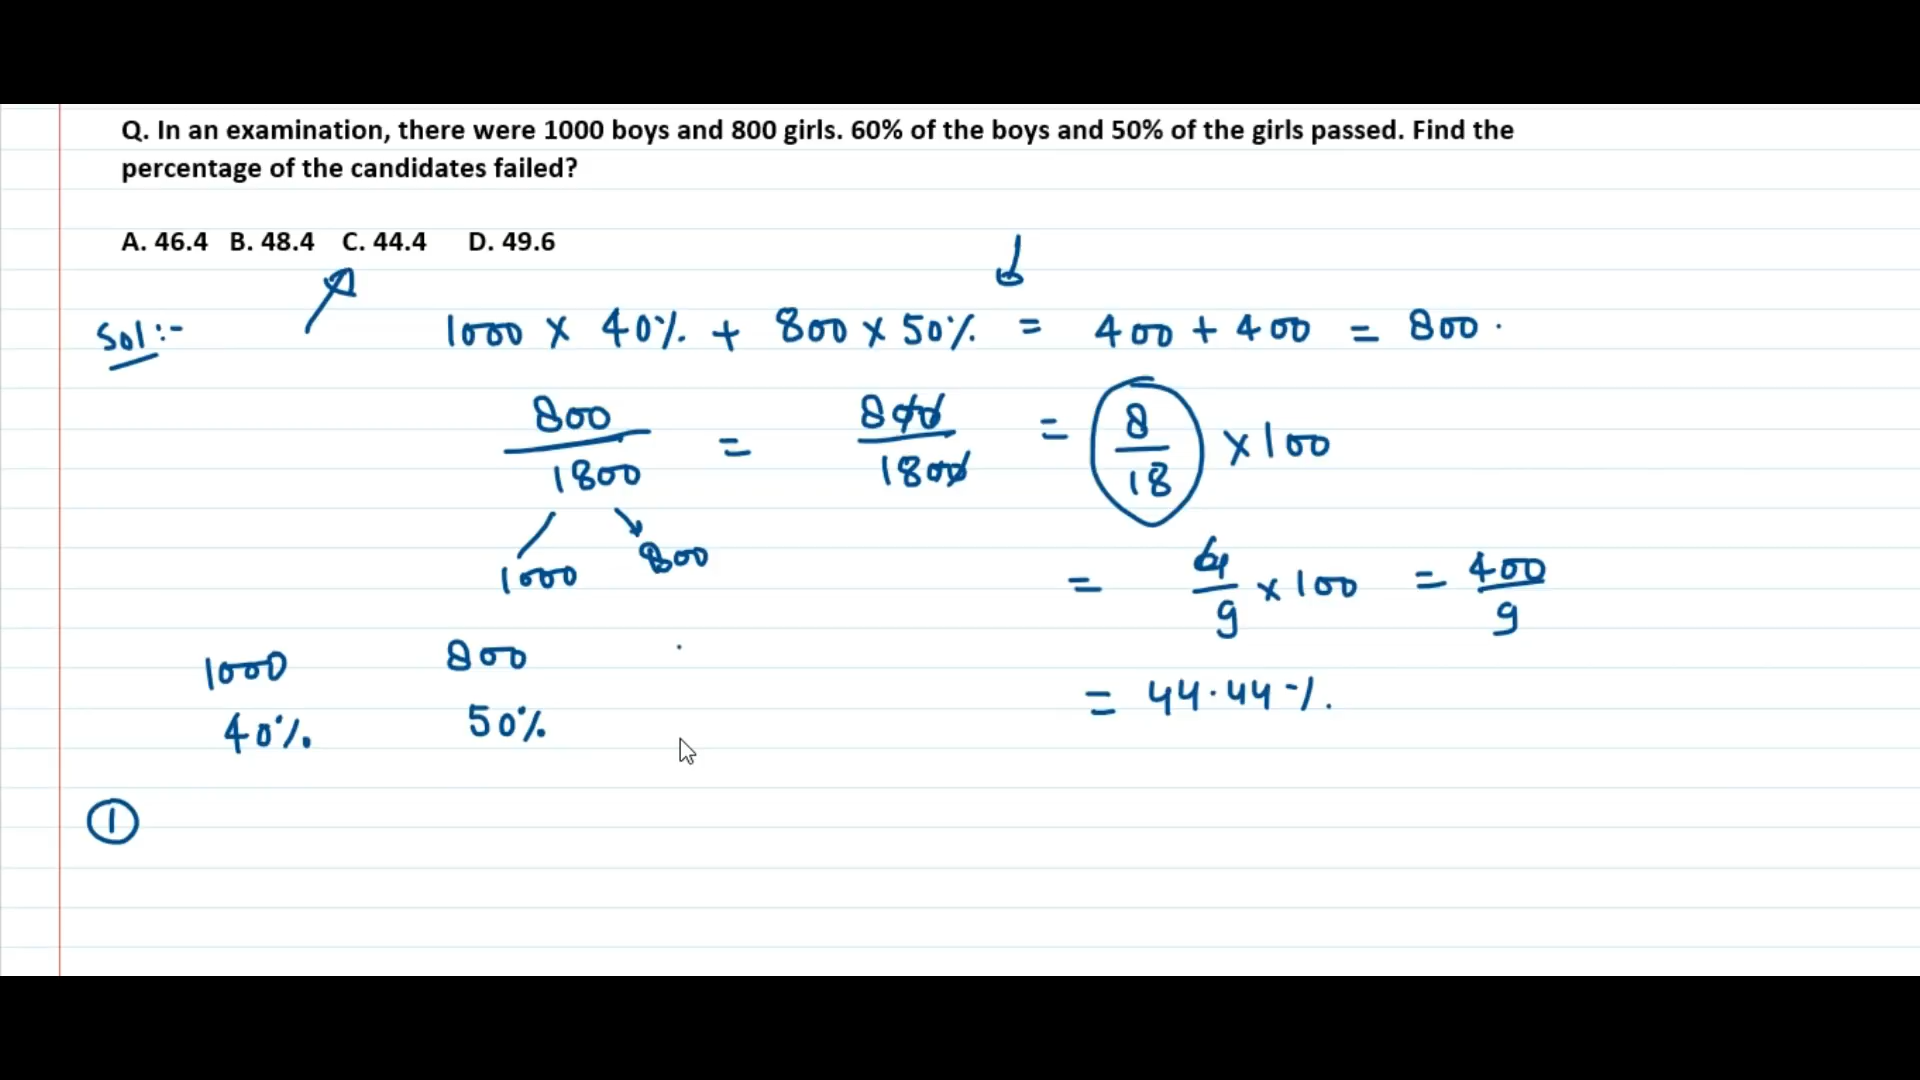 Q. In an examination, there were 1000 boys and 800 girls. 60% of the boys and 50% of the girls passed. Find the
percentage of the candidates failed?
A. 46.4 B. 48.4 C. 44.4 D. 49.6
Sol:- 1000 × 40% + 800 × 50% = 400 + 400 = 800.
800/1800 = 800/1800 = 8/18 × 100
1000 800
= 4/9 × 100 = 400/9
1000 800
= 44.44%.
40% 50%
1